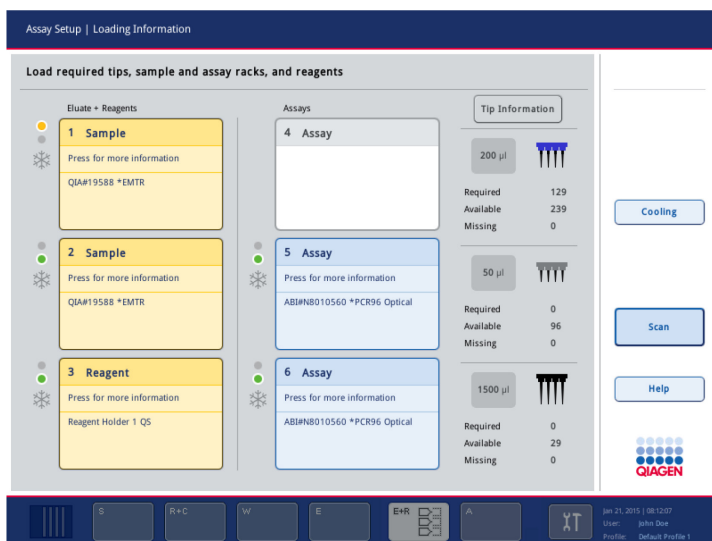 Assay Setup | Loading Information
Load required tips, sample and assay racks, and reagents
Eluate + Reagents
Assays
Tip Information
1 Sample
Press for more information
QIA#19588 *EMTR
4 Assay
200 µl
Required 129
Available 239
Missing 0
Cooling
2 Sample
Press for more information
QIA#19588 *EMTR
5 Assay
Press for more information
ABI#N8010560 *PCR96 Optical
50 µl
Required 0
Available 96
Missing 0
Scan
3 Reagent
Press for more information
Reagent Holder 1 QS
6 Assay
Press for more information
ABI#N8010560 *PCR96 Optical
1500 µl
Required 0
Available 29
Missing 0
Help
QIAGEN
S
R+C
W
E
E+R
A
Jan 21, 2015 | 08:12:07
User: John Doe
Profile: Default Profile 1